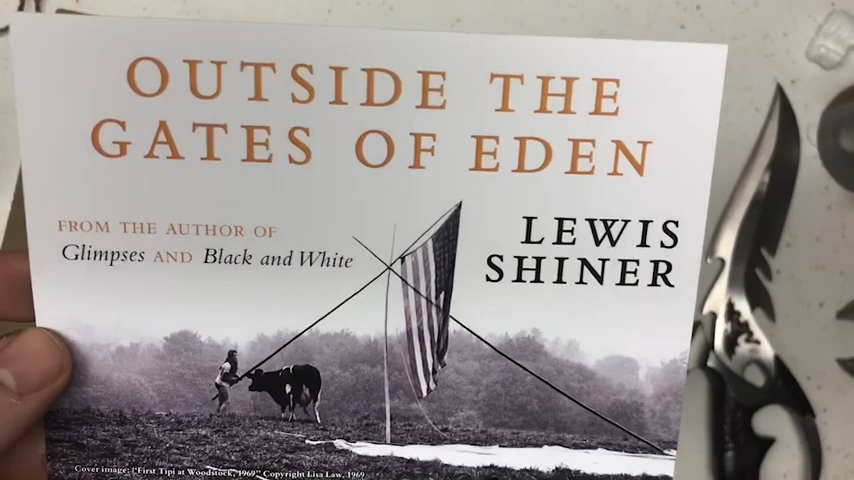 OUTSIDE THE
GATES OF EDEN
FROM THE AUTHOR OF
Glimpses AND Black and White
LEWIS
SHINER
Cover image: "First Tipi at Woodstock, 1969" Copyright Lisa Law, 1969